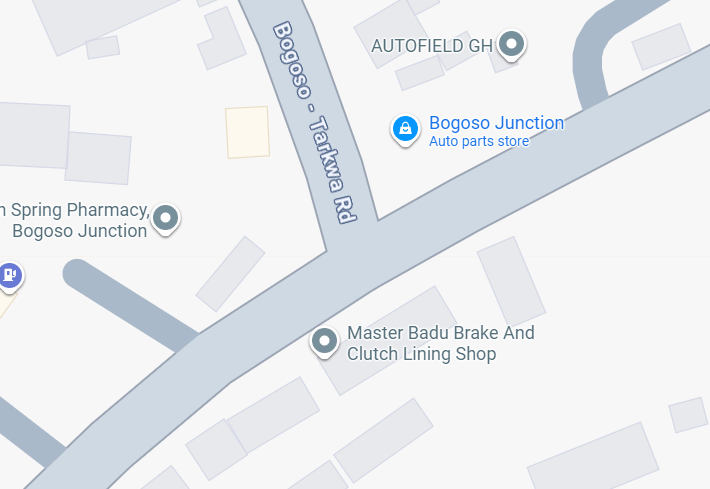 AUTOFIELD GH
Bogoso - Tarkwa Rd
Bogoso Junction
Auto parts store
n Spring Pharmacy,
Bogoso Junction
Master Badu Brake And
Clutch Lining Shop